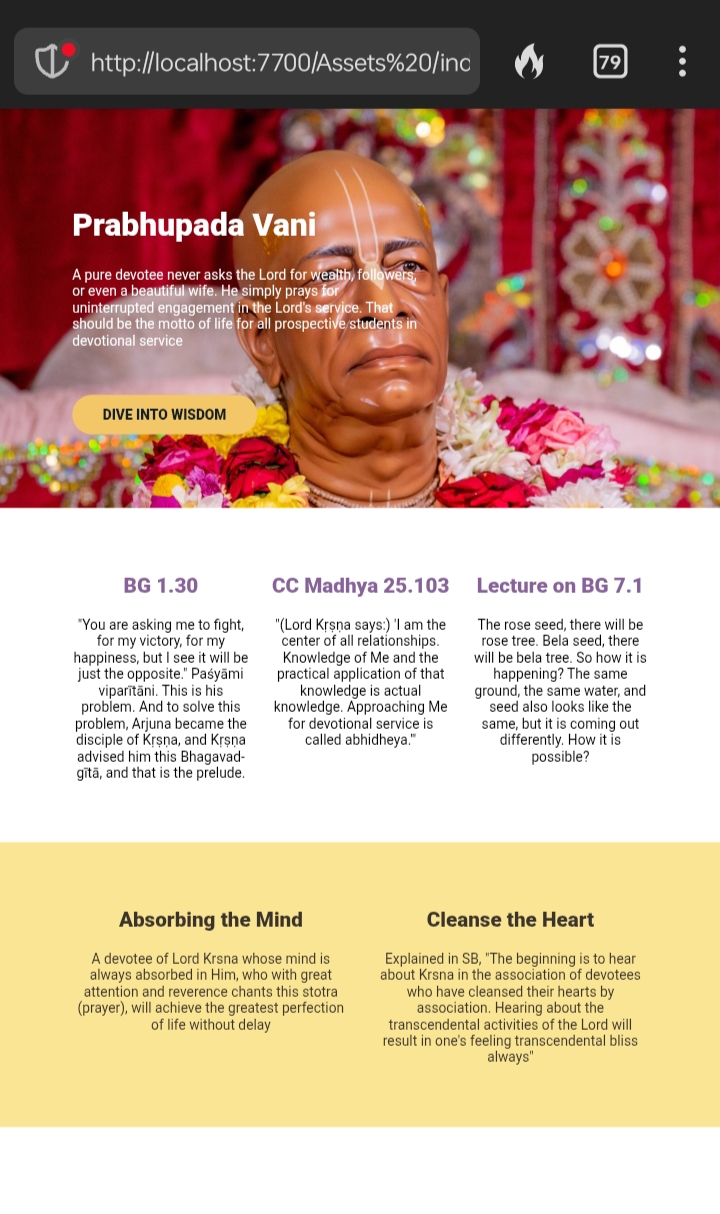 http://localhost:7700/Assets%20/ind
79
Prabhupada Vani
A pure devotee never asks the Lord for wealth, followers,
or even a beautiful wife. He simply prays for
uninterrupted engagement in the Lord's service. That
should be the motto of life for all prospective students in
devotional service
DIVE INTO WISDOM
BG 1.30
"You are asking me to fight,
for my victory, for my
happiness, but I see it will be
just the opposite." Paśyāmi
viparītāni. This is his
problem. And to solve this
problem, Arjuna became the
disciple of Kṛṣṇa, and Kṛṣṇa
advised him this Bhagavad-
gītā, and that is the prelude.
CC Madhya 25.103
"(Lord Kṛṣṇa says:) 'I am the
center of all relationships.
Knowledge of Me and the
practical application of that
knowledge is actual
knowledge. Approaching Me
for devotional service is
called abhidheya.'"
Lecture on BG 7.1
The rose seed, there will be
rose tree. Bela seed, there
will be bela tree. So how it is
happening? The same
ground, the same water, and
seed also looks like the
same, but it is coming out
differently. How it is
possible?
Absorbing the Mind
A devotee of Lord Krsna whose mind is
always absorbed in Him, who with great
attention and reverence chants this stotra
(prayer), will achieve the greatest perfection
of life without delay
Cleanse the Heart
Explained in SB, "The beginning is to hear
about Krsna in the association of devotees
who have cleansed their hearts by
association. Hearing about the
transcendental activities of the Lord will
result in one's feeling transcendental bliss
always"